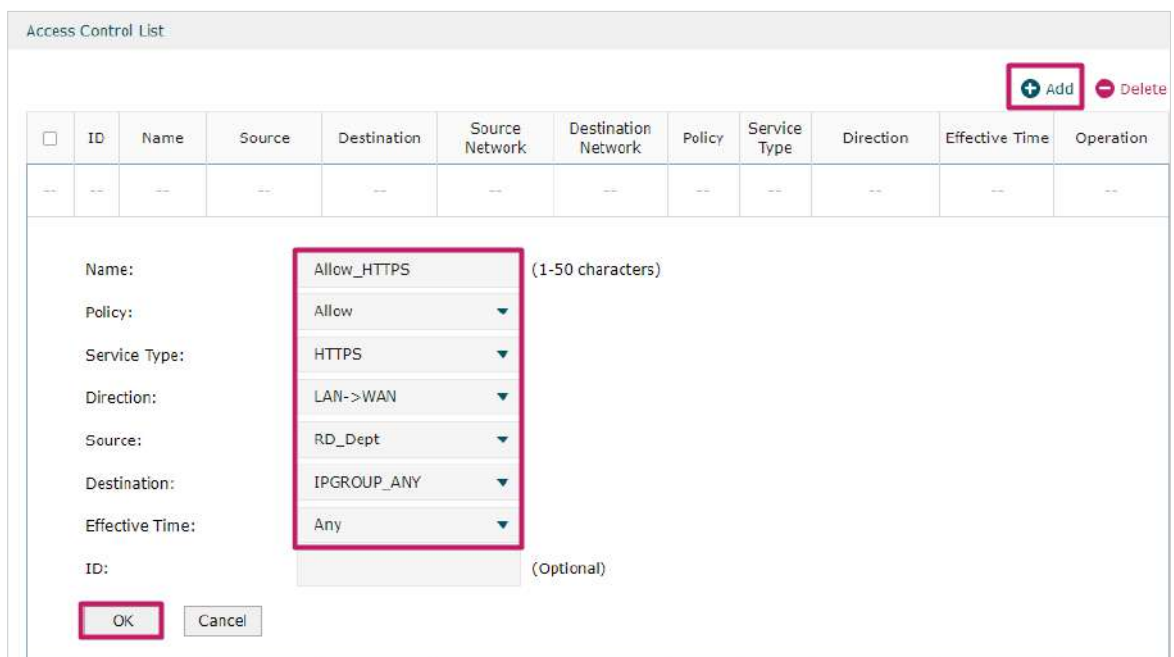 Access Control List
Add Delete
ID Name Source Destination Source Network Destination Network Policy Service Type Direction Effective Time Operation
-- -- -- -- -- -- -- -- -- -- -- --
Name: Allow_HTTPS (1-50 characters)
Policy: Allow
Service Type: HTTPS
Direction: LAN->WAN
Source: RD_Dept
Destination: IPGROUP_ANY
Effective Time: Any
ID: (Optional)
OK Cancel